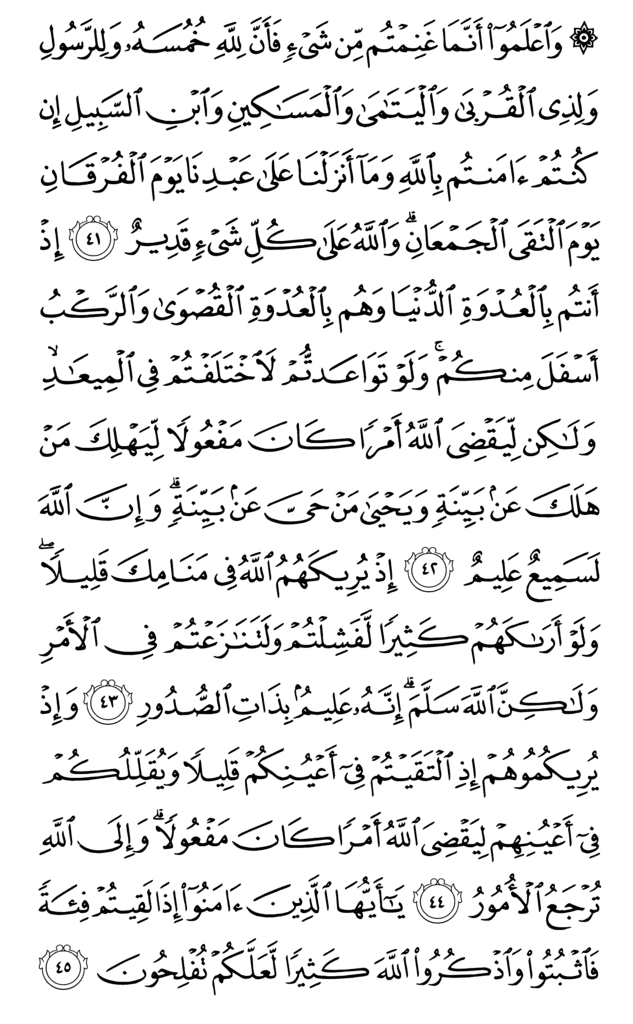 ۞ وَٱعۡلَمُوٓاْ أَنَّمَا غَنِمۡتُم مِّن شَيۡءٖ فَأَنَّ لِلَّهِ خُمُسَهُۥ وَلِلرَّسُولِ
وَلِذِي ٱلۡقُرۡبَىٰ وَٱلۡيَتَٰمَىٰ وَٱلۡمَسَٰكِينِ وَٱبۡنِ ٱلسَّبِيلِ إِن
كُنتُمۡ ءَامَنتُم بِٱللَّهِ وَمَآ أَنزَلۡنَا عَلَىٰ عَبۡدِنَا يَوۡمَ ٱلۡفُرۡقَانِ
يَوۡمَ ٱلۡتَقَى ٱلۡجَمۡعَانِۗ وَٱللَّهُ عَلَىٰ كُلِّ شَيۡءٖ قَدِيرٌ ٤١ إِذۡ
أَنتُم بِٱلۡعُدۡوَةِ ٱلدُّنۡيَا وَهُم بِٱلۡعُدۡوَةِ ٱلۡقُصۡوَىٰ وَٱلرَّكۡبُ
أَسۡفَلَ مِنكُمۡۚ وَلَوۡ تَوَاعَدتُّمۡ لَٱخۡتَلَفۡتُمۡ فِي ٱلۡمِيعَٰدِۙ
وَلَٰكِن لِّيَقۡضِيَ ٱللَّهُ أَمۡرٗا كَانَ مَفۡعُولٗا لِّيَهۡلِكَ مَنۡ
هَلَكَ عَنۢ بَيِّنَةٖ وَيَحۡيَىٰ مَنۡ حَيَّ عَنۢ بَيِّنَةٖۗ وَإِنَّ ٱللَّهَ
لَسَمِيعٌ عَلِيمٌ ٤٢ إِذۡ يُرِيكَهُمُ ٱللَّهُ فِي مَنَامِكَ قَلِيلٗاۖ
وَلَوۡ أَرَىٰكَهُمۡ كَثِيرٗا لَّفَشِلۡتُمۡ وَلَتَنَٰزَعۡتُمۡ فِي ٱلۡأَمۡرِ
وَلَٰكِنَّ ٱللَّهَ سَلَّمَۗ إِنَّهُۥ عَلِيمُۢ بِذَاتِ ٱلصُّدُورِ ٤٣ وَإِذۡ
يُرِيكُمُوهُمۡ إِذِ ٱلۡتَقَيۡتُمۡ فِيٓ أَعۡيُنِكُمۡ قَلِيلٗا وَيُقَلِّلُكُمۡ
فِيٓ أَعۡيُنِهِمۡ لِيَقۡضِيَ ٱللَّهُ أَمۡرٗا كَانَ مَفۡعُولٗاۗ وَإِلَى ٱللَّهِ
تُرۡجَعُ ٱلۡأُمُورُ ٤٤ يَٰٓأَيُّهَا ٱلَّذِينَ ءَامَنُوٓاْ إِذَا لَقِيتُمۡ فِئَةٗ
فَٱثۡبُتُواْ وَٱذۡكُرُواْ ٱللَّهَ كَثِيرٗا لَّعَلَّكُمۡ تُفۡلِحُونَ ٤٥